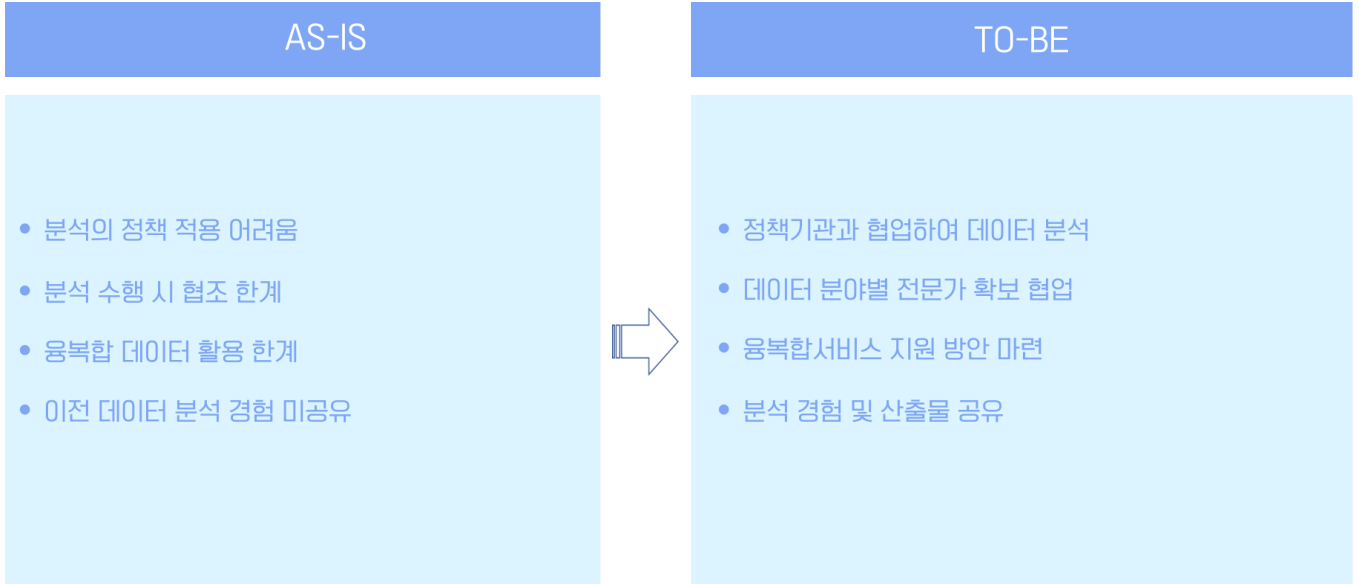 AS-IS
TO-BE
• 분석의 정책 적용 어려움
• 분석 수행 시 협조 한계
• 융복합 데이터 활용 한계
• 이전 데이터 분석 경험 미공유
• 정책기관과 협업하여 데이터 분석
• 데이터 분야별 전문가 확보 협업
• 융복합서비스 지원 방안 마련
• 분석 경험 및 산출물 공유